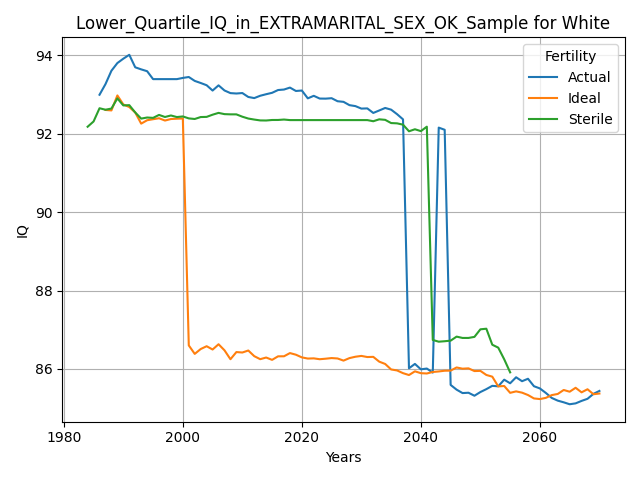 Lower_Quartile_IQ_in_EXTRAMARITAL_SEX_OK_Sample for White
Fertility
Actual
Ideal
Sterile
IQ
94
92
90
88
86
1980
2000
2020
2040
2060
Years